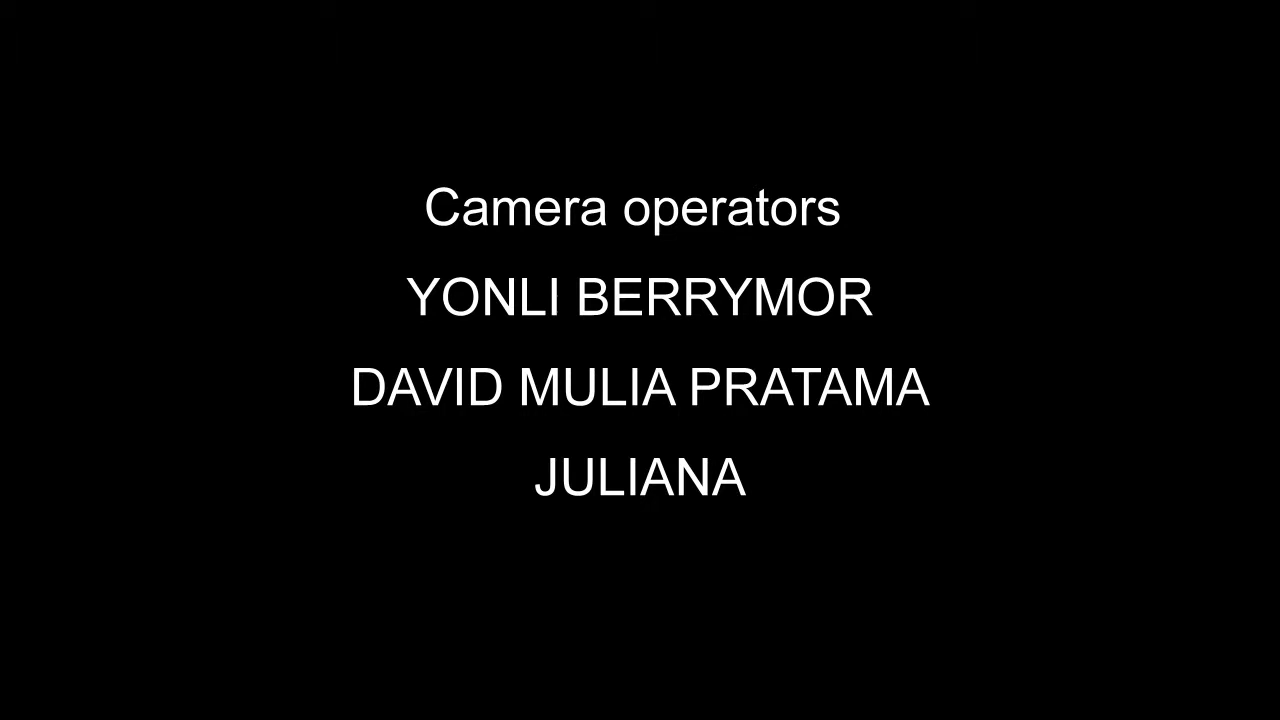 Camera operators
YONLI BERRYMOR
DAVID MULIA PRATAMA
JULIANA